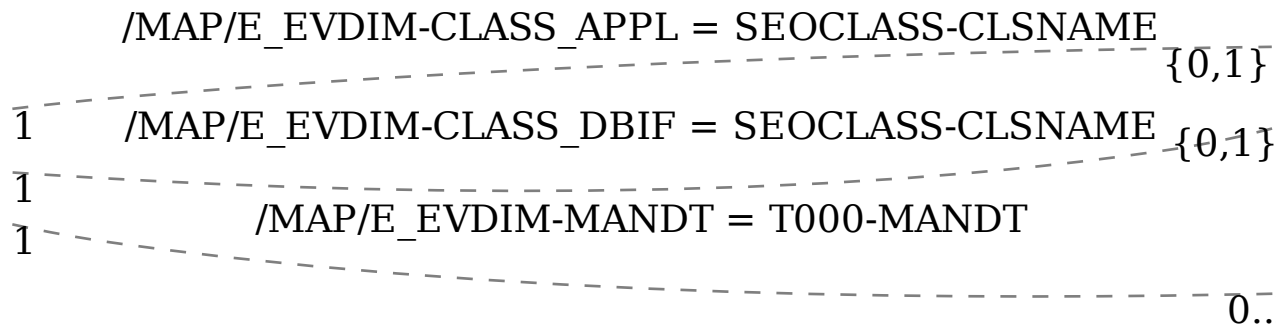 /MAP/E_EVDIM-CLASS_APPL = SEOCLASS-CLSNAME
{0,1}
1
/MAP/E_EVDIM-CLASS_DBIF = SEOCLASS-CLSNAME
{0,1}
1
/MAP/E_EVDIM-MANDT = T000-MANDT
1
0..